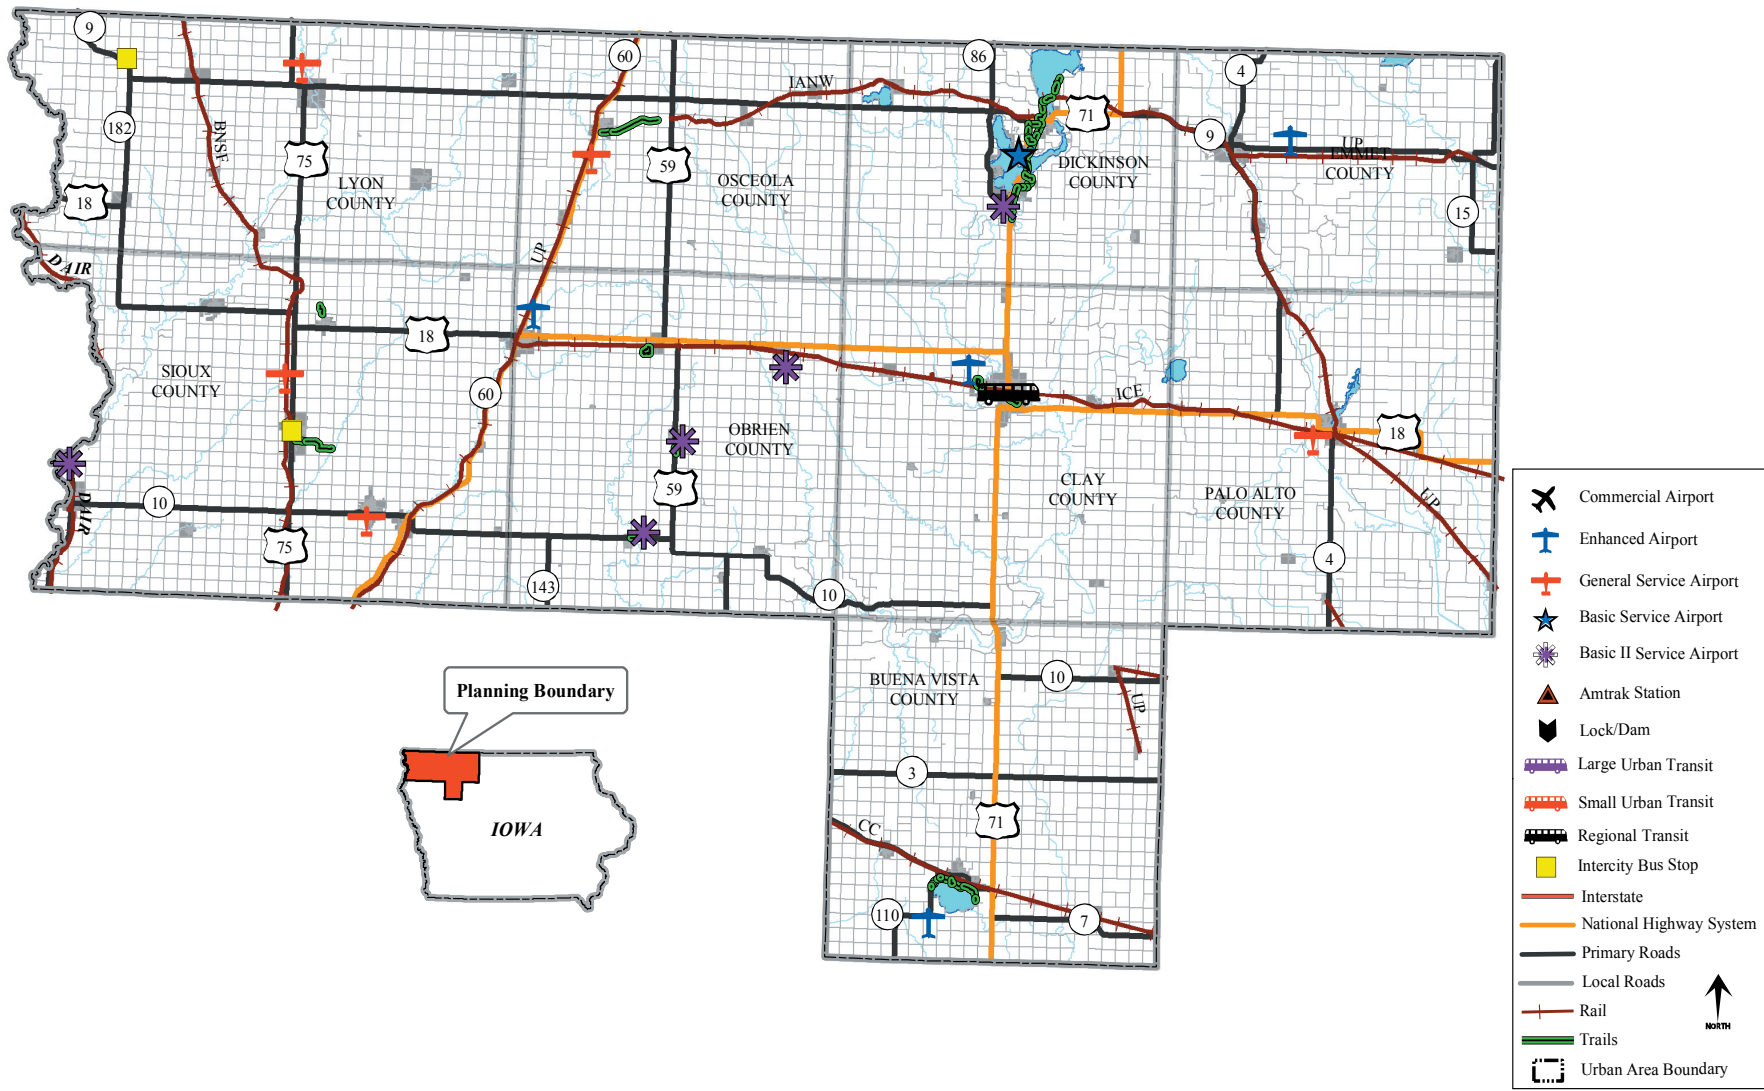 9
60
86
4
IANW
71
182
BNSF
9
UP
EMMET
COUNTY
75
59
DICKINSON
COUNTY
LYON
COUNTY
OSCEOLA
COUNTY
18
15
UP
DAIR
18
60
SIOUX
COUNTY
ICE
OBRIEN
COUNTY
18
CLAY
COUNTY
PALO ALTO
COUNTY
59
UP
10
DAIR
75
4
143
10
BUENA VISTA
COUNTY
10
UP
3
71
CC
110
7
Planning Boundary
IOWA
Commercial Airport
Enhanced Airport
General Service Airport
Basic Service Airport
Basic II Service Airport
Amtrak Station
Lock/Dam
Large Urban Transit
Small Urban Transit
Regional Transit
Intercity Bus Stop
Interstate
National Highway System
Primary Roads
Local Roads
Rail
Trails
Urban Area Boundary
NORTH